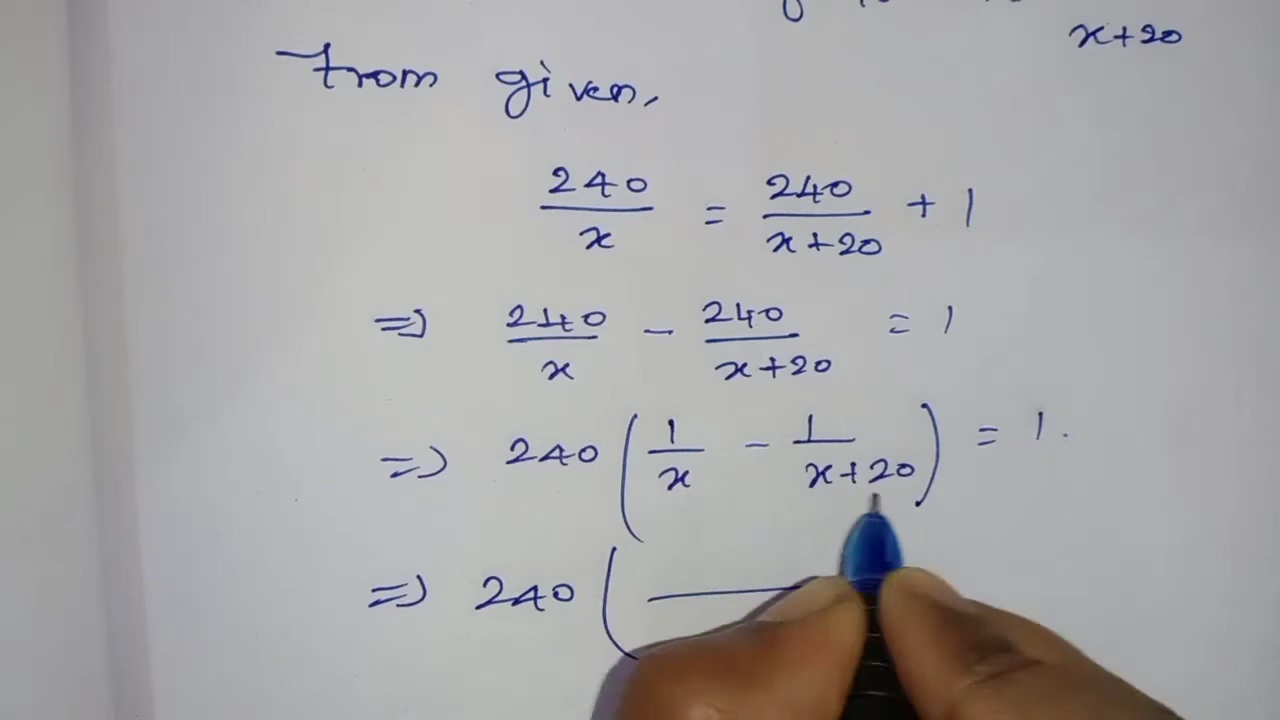 x+20
From given,
240/x = 240/x+20 + 1
=> 240/x - 240/x+20 = 1
=> 240(1/x - 1/x+20) = 1.
=> 240(